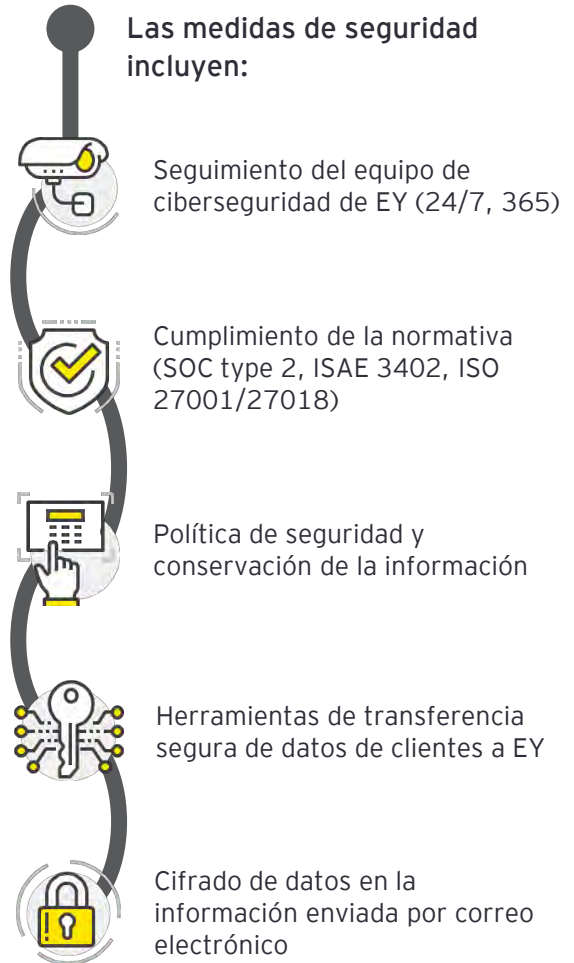 Las medidas de seguridad
incluyen:
Seguimiento del equipo de
ciberseguridad de EY (24/7, 365)
Cumplimiento de la normativa
(SOC type 2, ISAE 3402, ISO
27001/27018)
Política de seguridad y
conservación de la información
Herramientas de transferencia
segura de datos de clientes a EY
Cifrado de datos en la
información enviada por correo
electrónico